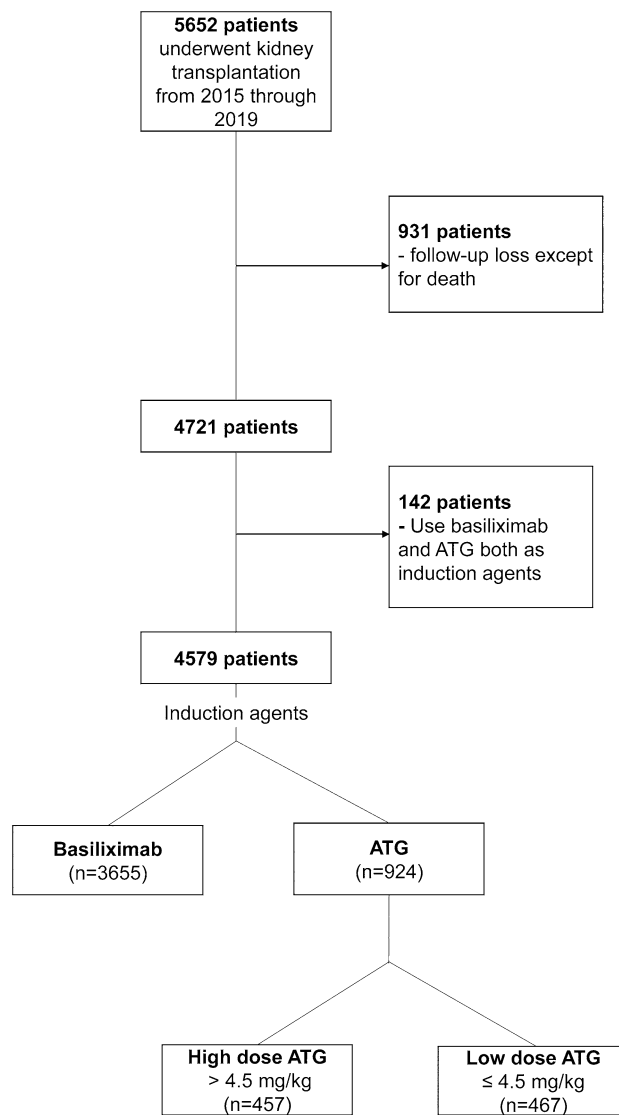 5652 patients
underwent kidney
transplantation
from 2015 through
2019
931 patients
- follow-up loss except
for death
4721 patients
142 patients
- Use basiliximab
and ATG both as
induction agents
4579 patients
Induction agents
Basiliximab
(n=3655)
ATG
(n=924)
High dose ATG
> 4.5 mg/kg
(n=457)
Low dose ATG
≤ 4.5 mg/kg
(n=467)